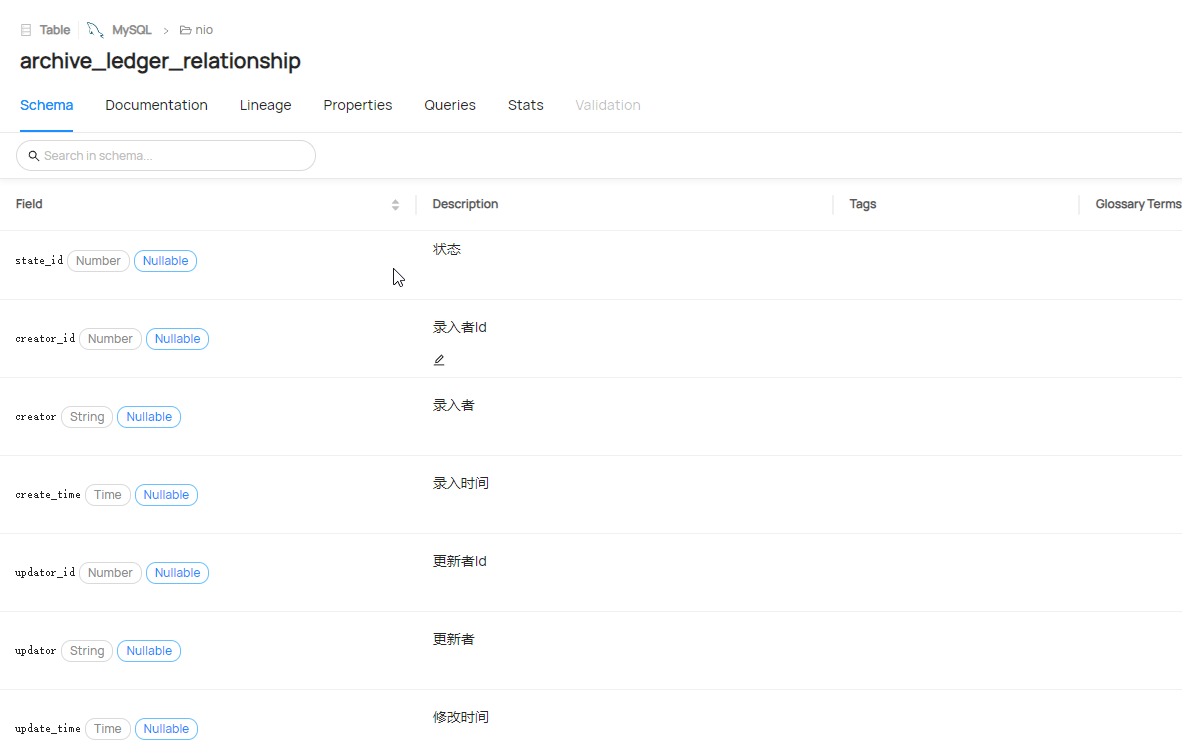 Table MySQL > nio
archive_ledger_relationship
Schema Documentation Lineage Properties Queries Stats Validation
Search in schema...
Field Description Tags Glossary Terms
state_id Number Nullable 状态
creator_id Number Nullable 录入者Id
creator String Nullable 录入者
create_time Time Nullable 录入时间
updator_id Number Nullable 更新者Id
updator String Nullable 更新者
update_time Time Nullable 修改时间